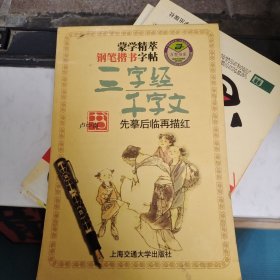 蒙学精萃
钢笔楷书字帖
三字经
千字文
先摹后临再描红
上海交通大学出版社